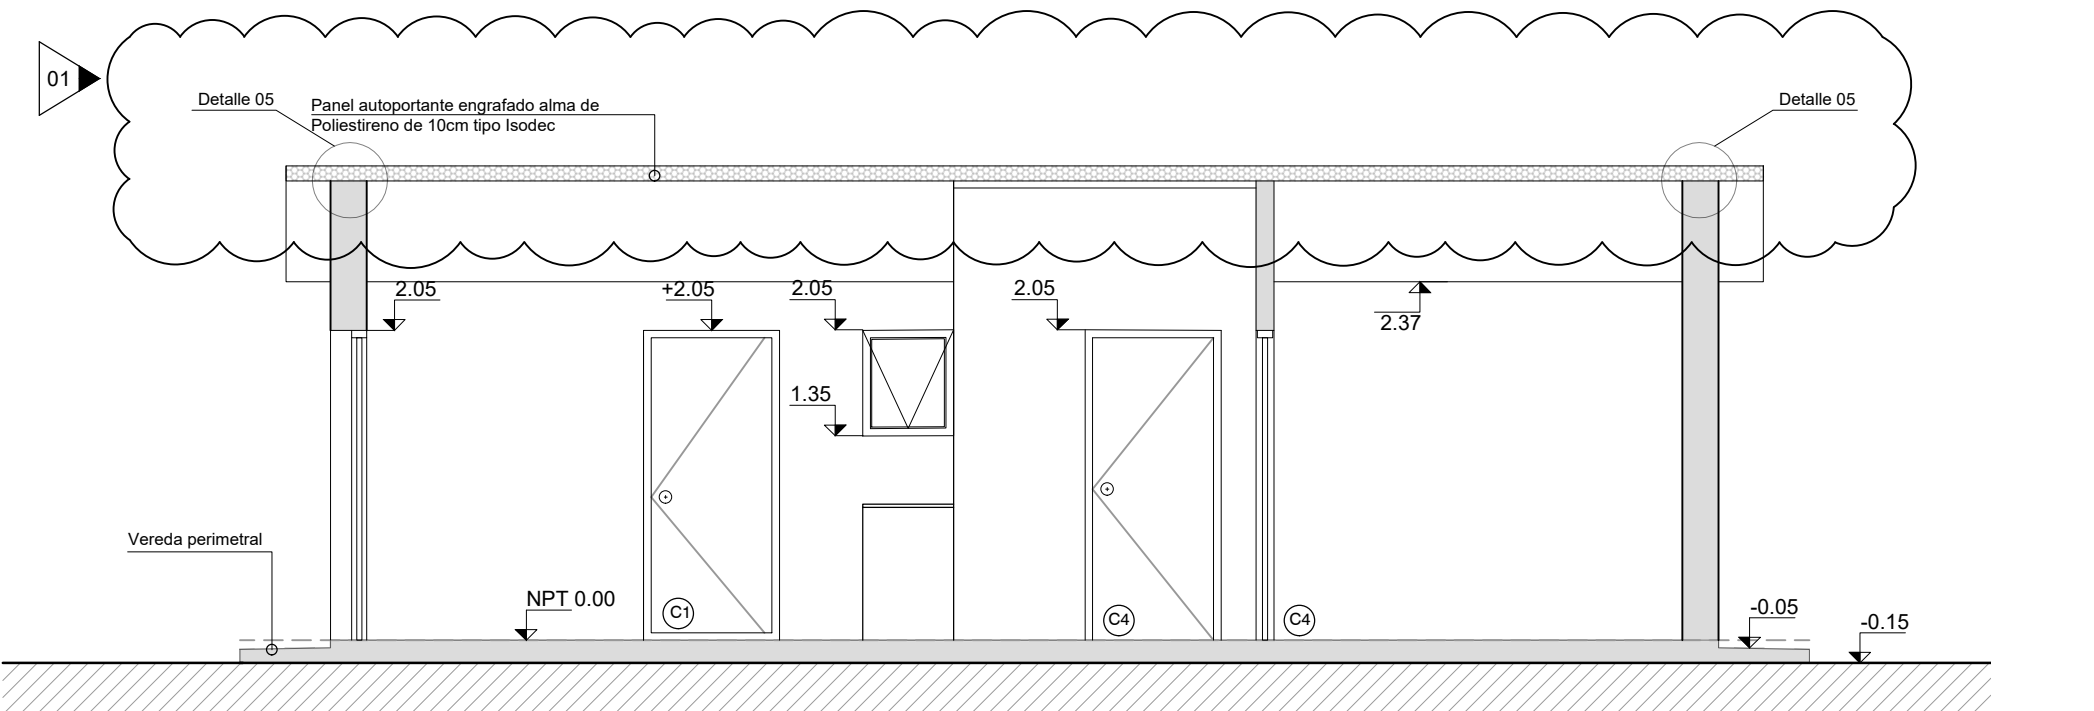 01
Detalle 05
Panel autoportante engrafado alma de
Poliestireno de 10cm tipo Isodec
Detalle 05
2.05
+2.05
2.05
2.05
2.37
1.35
Vereda perimetral
NPT 0.00
C1
C4
C4
-0.05
-0.15